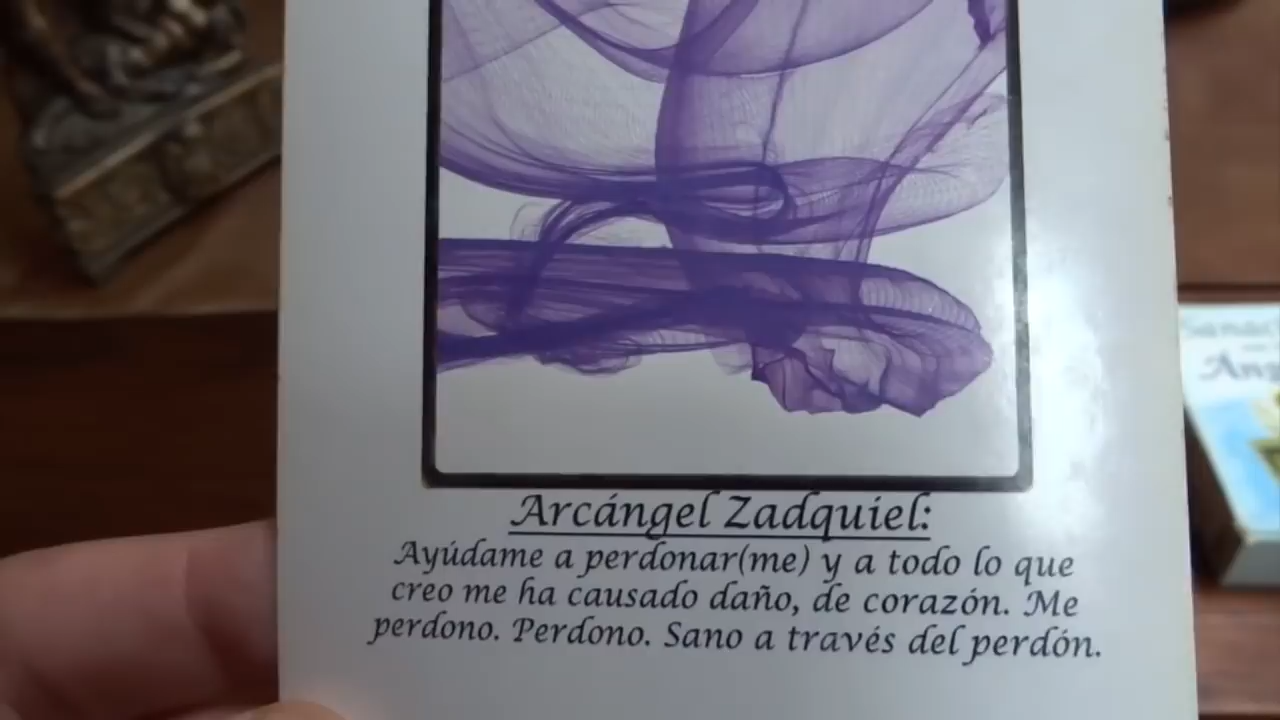 Arcángel Zadquiel:
Ayúdame a perdonar(me) y a todo lo que
creo me ha causado daño, de corazón. Me
perdono. Perdono. Sano a través del perdón.